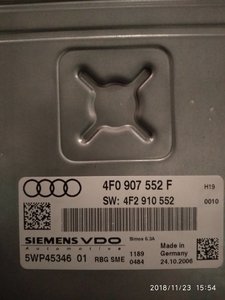 4F0 907 552 F
H19
SW: 4F2 910 552
0010
SIEMENS VDO
Automotive
Simos 6.3A
5WP45346 01
RBG SME
1189
0484
Made in
Germany
24.10.2006
2018/11/23 15:54